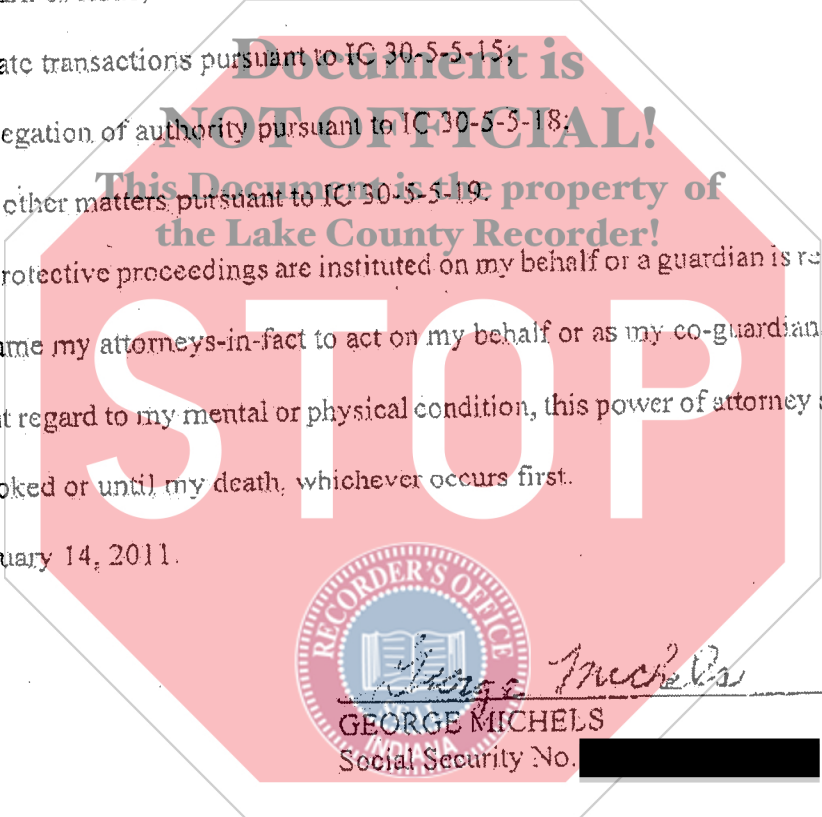 ate transactions pursuant to IC 30-5-5-15;
Document is
egation of authority pursuant to IC 30-5-5-18;
NOT OFFICIAL!
other matters pursuant to IC 30-5-5-19.
This Document is the property of
the Lake County Recorder!
rotective proceedings are instituted on my behalf or a guardian is re
ame my attorneys-in-fact to act on my behalf or as my co-guardian
STOP
t regard to my mental or physical condition, this power of attorney
oked or until my death, whichever occurs first.
uary 14, 2011.
RECORDER'S OFFICE
SEAL
INDIANA
George Michels
GEORGE MICHELS
Social Security No.